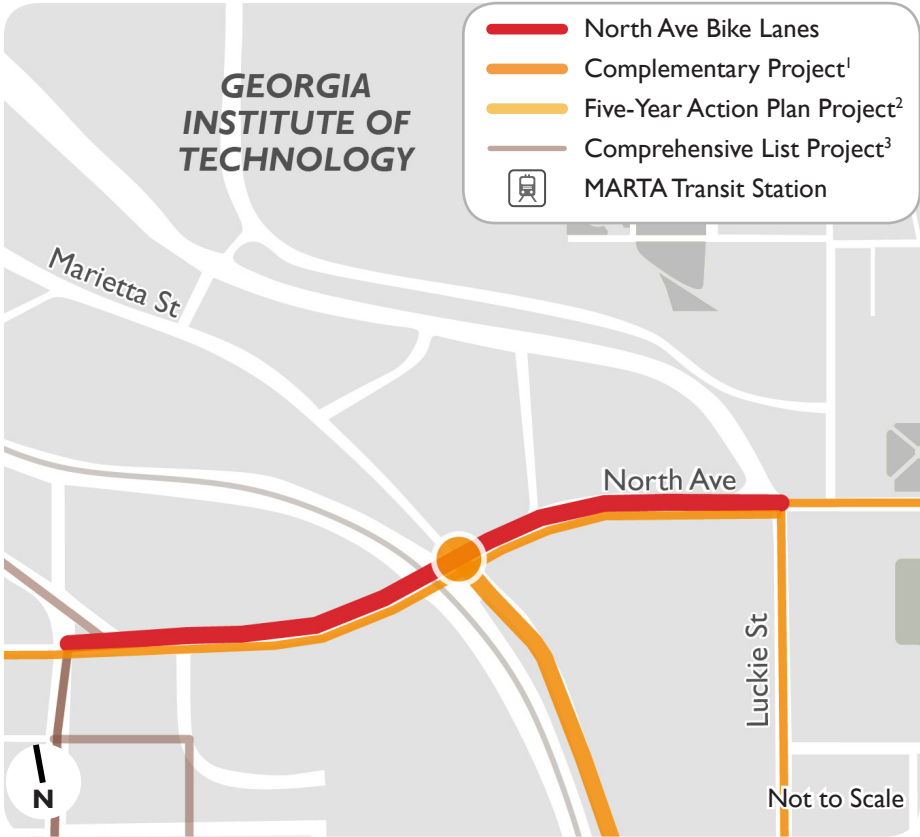 North Ave Bike Lanes
Complementary Project¹
Five-Year Action Plan Project²
Comprehensive List Project³
MARTA Transit Station
GEORGIA
INSTITUTE OF
TECHNOLOGY
Marietta St
North Ave
Luckie St
N
Not to Scale